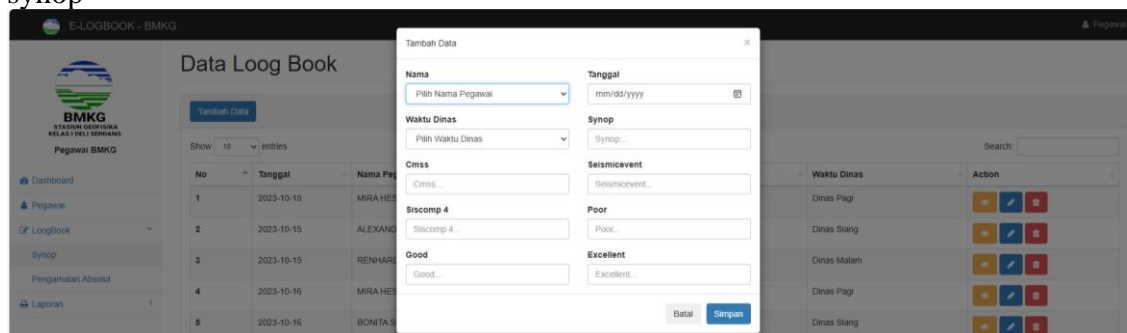 synop
E-LOGBOOK - BMKG
Pegawai
BMKG
STASIUN GEOFISIKA
KELAS I DELI SERDANG
Pegawai BMKG
Dashboard
Pegawai
LoogBook
Synop
Pengamatan Absolut
Laporan
Data Loog Book
Tambah Data
Show 10 entries
Search:
No Tanggal Nama Peg Waktu Dinas Action
1 2023-10-15 MIRA HES Dinas Pagi
2 2023-10-15 ALEXAND Dinas Siang
3 2023-10-15 RENHARD Dinas Malam
4 2023-10-16 MIRA HES Dinas Pagi
5 2023-10-16 BONITA S Dinas Siang
Tambah Data ×
Nama Tanggal
Pilih Nama Pegawai mm/dd/yyyy
Waktu Dinas Synop
Pilih Waktu Dinas Synop...
Cmss Seismicevent
Cmss... Seismicevent...
Siscomp 4 Poor
Siscomp 4... Poor...
Good Excellent
Good... Excellent...
Batal Simpan